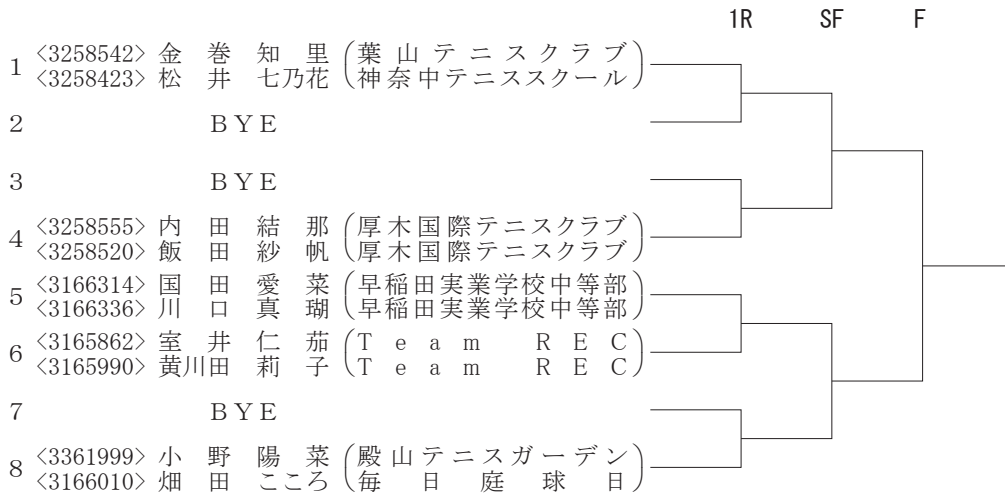 1R SF F
1 <3258542> 金巻知里 (葉山テニスクラブ)
<3258423> 松井七乃花 (神奈中テニススクール)
2 BYE
3 BYE
4 <3258555> 内田結那 (厚木国際テニスクラブ)
<3258520> 飯田紗帆 (厚木国際テニスクラブ)
5 <3166314> 国田愛菜 (早稲田実業学校中等部)
<3166336> 川口真瑚 (早稲田実業学校中等部)
6 <3165862> 室井仁茄 (Team REC)
<3165990> 黄川田莉子 (Team REC)
7 BYE
8 <3361999> 小野陽菜 (殿山テニスガーデン)
<3166010> 畑田こころ (毎日庭球日)